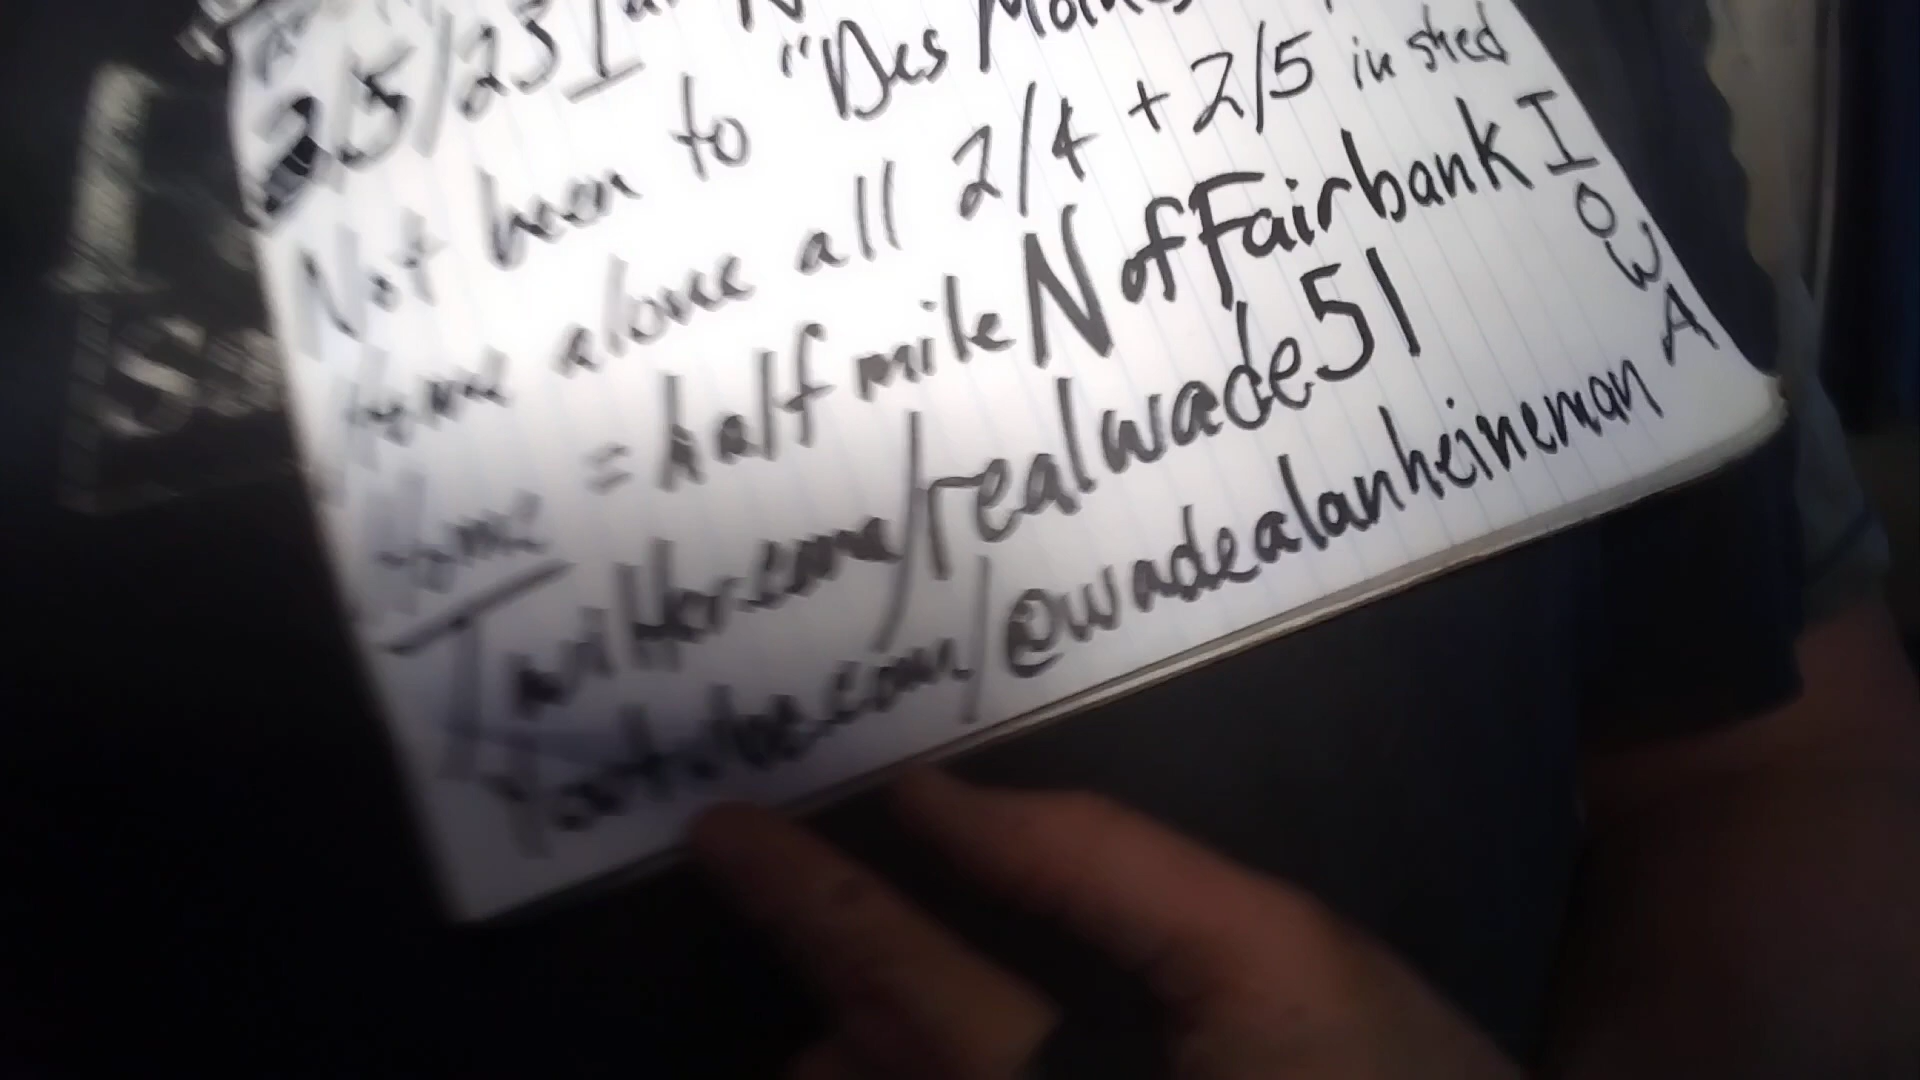 2/5/23 I
Not been to "Des Moines
Home alone all 2/4 + 2/5 in shed
Home = half mile N of Fairbank IOWA
Twitter.com/realwade51
Youtube.com/@wadealanheineman